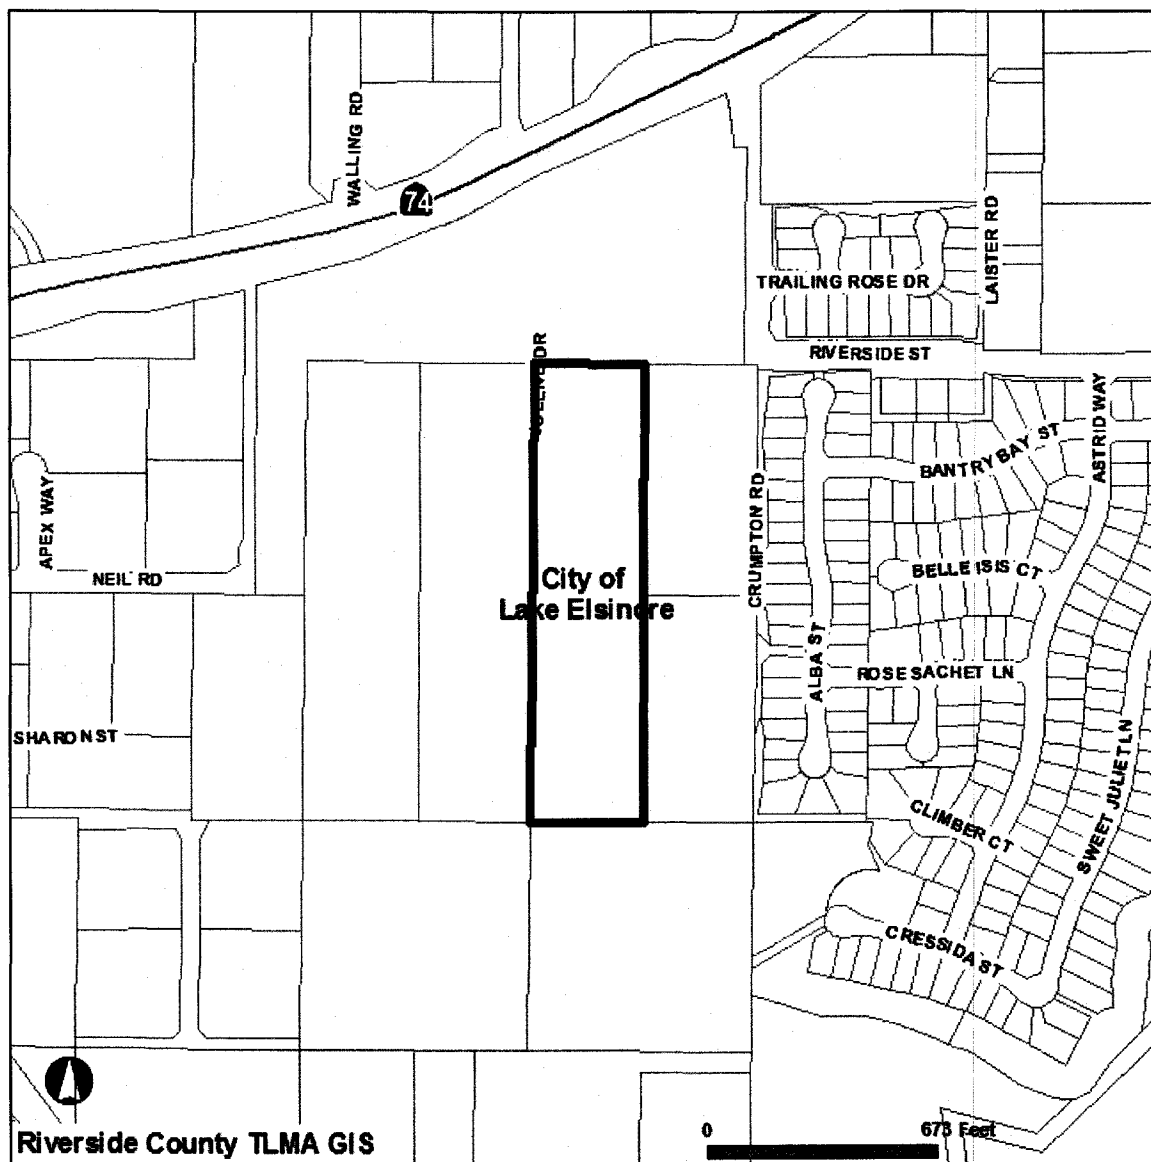 WALLING RD
74
LAISTER RD
TRAILING ROSE DR
RIVERSIDE ST
DR
ASTRID WAY
BANTRY BAY ST
APEX WAY
CRUMPTON RD
NEIL RD
BELLE ISIS CT
City of
Lake Elsinore
ALBA ST
ROSE SACHET LN
SHARON ST
SWEET JULIET LN
CLIMBER CT
CRESSIDA ST
Riverside County TLMA GIS
0
673 Feet